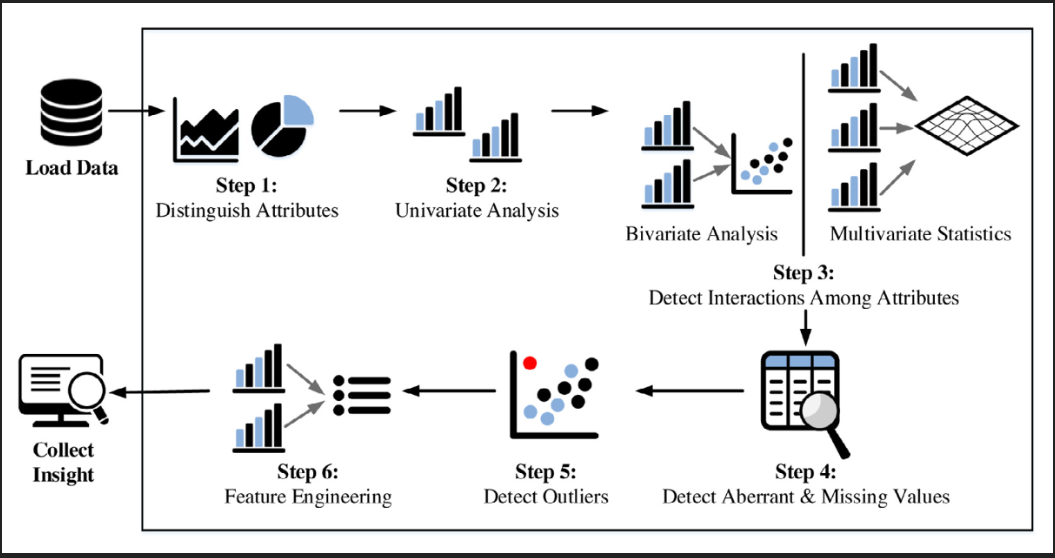 Load Data
Step 1:
Distinguish Attributes
Step 2:
Univariate Analysis
Bivariate Analysis
Multivariate Statistics
Step 3:
Detect Interactions Among Attributes
Step 4:
Detect Aberrant & Missing Values
Step 5:
Detect Outliers
Step 6:
Feature Engineering
Collect
Insight